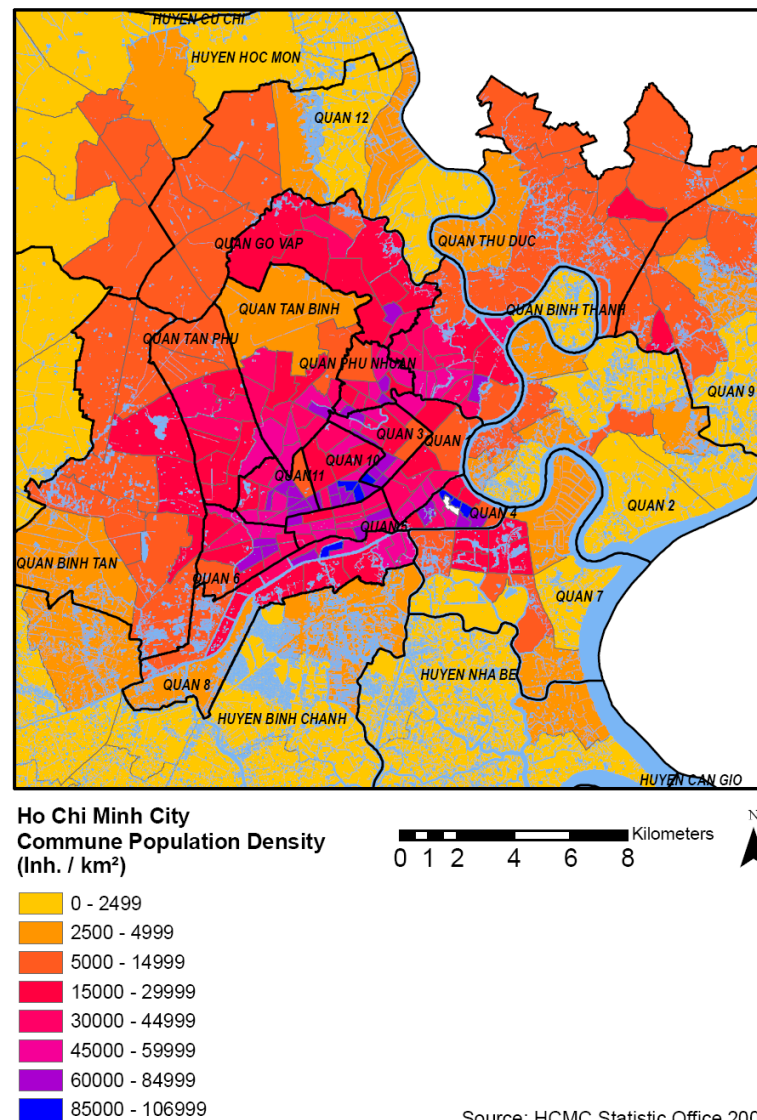 HUYEN CU CHI
HUYEN HOC MON
QUAN 12
QUAN GO VAP
QUAN THU DUC
QUAN TAN BINH
QUAN BINH THANH
QUAN TAN PHU
QUAN PHU NHUAN
QUAN 9
QUAN 3
QUAN 1
QUAN 10
QUAN11
QUAN 2
QUAN 4
QUAN 5
QUAN BINH TAN
QUAN 6
QUAN 7
HUYEN NHA BE
QUAN 8
HUYEN BINH CHANH
HUYEN CAN GIO
Ho Chi Minh City
Commune Population Density
(Inh. / km²)
Kilometers
0 1 2 4 6 8
N
0 - 2499
2500 - 4999
5000 - 14999
15000 - 29999
30000 - 44999
45000 - 59999
60000 - 84999
85000 - 106999
Source: HCMC Statistic Office